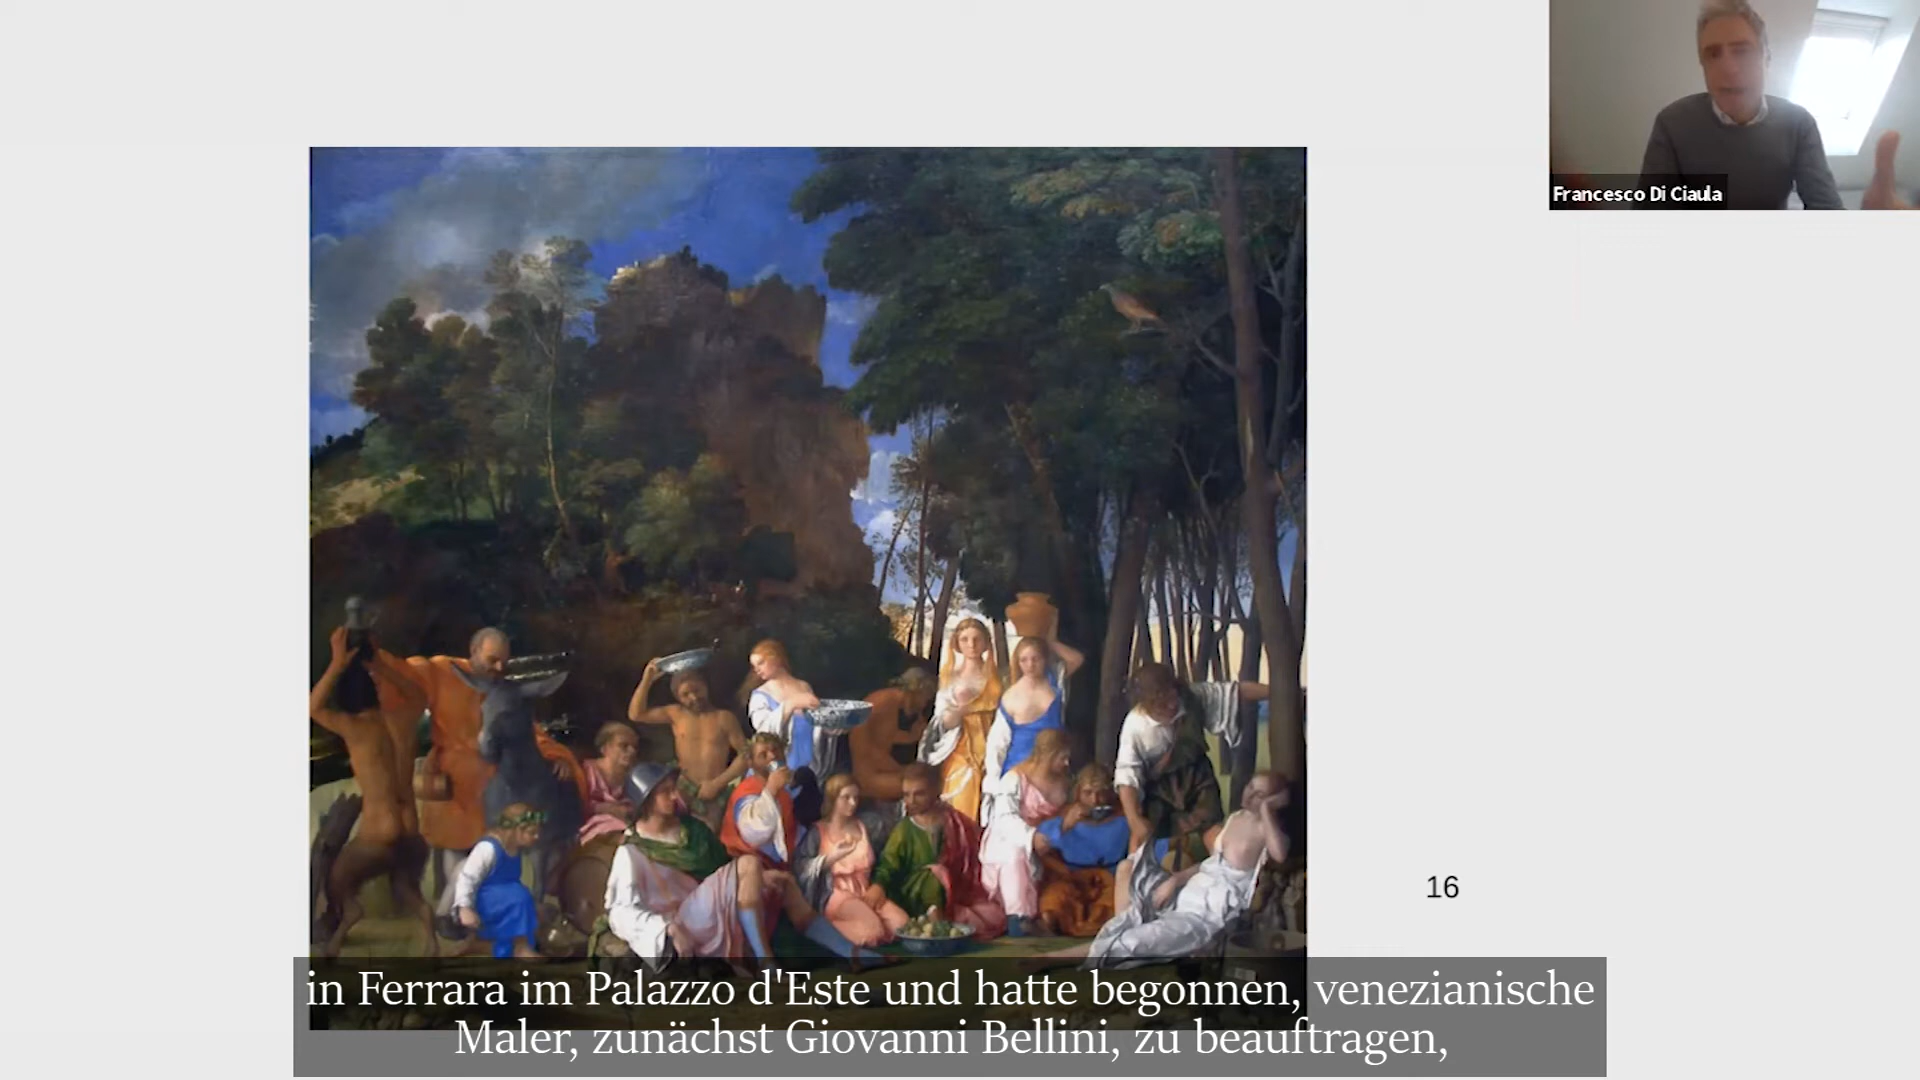 Francesco Di Ciaula
16
in Ferrara im Palazzo d'Este und hatte begonnen, venezianische
Maler, zunächst Giovanni Bellini, zu beauftragen,